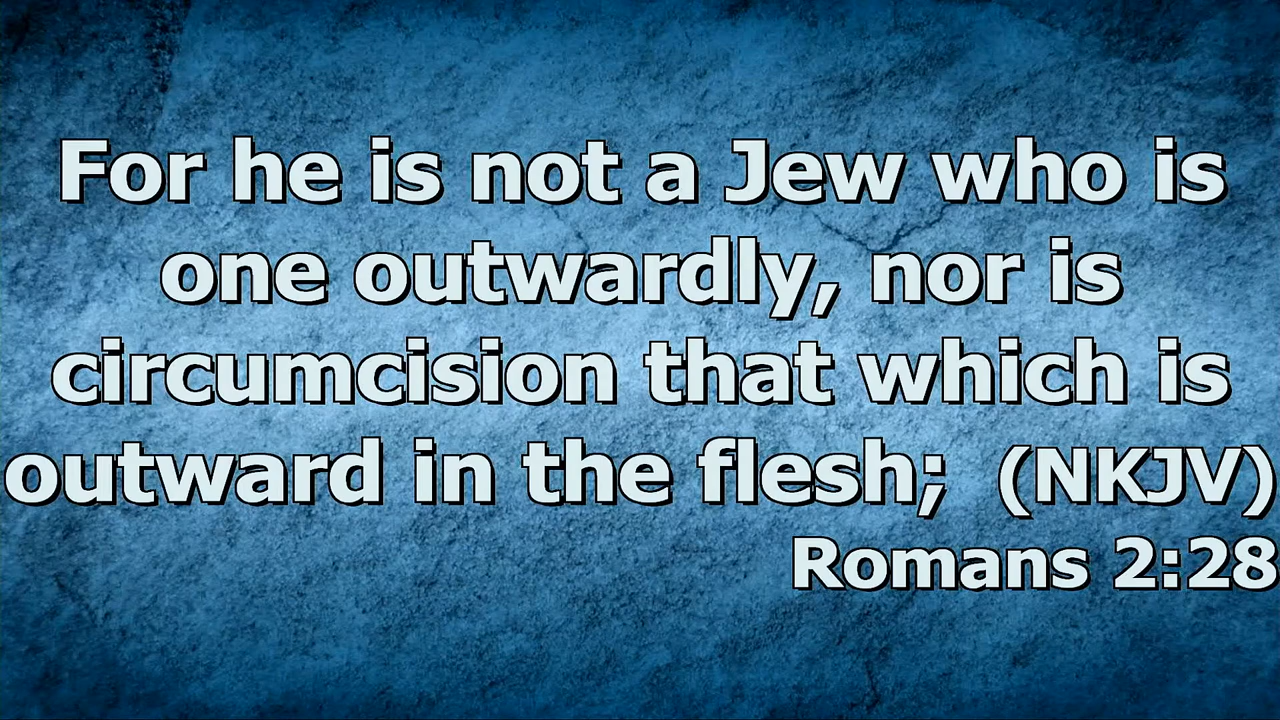 For he is not a Jew who is
one outwardly, nor is
circumcision that which is
outward in the flesh; (NKJV)
Romans 2:28